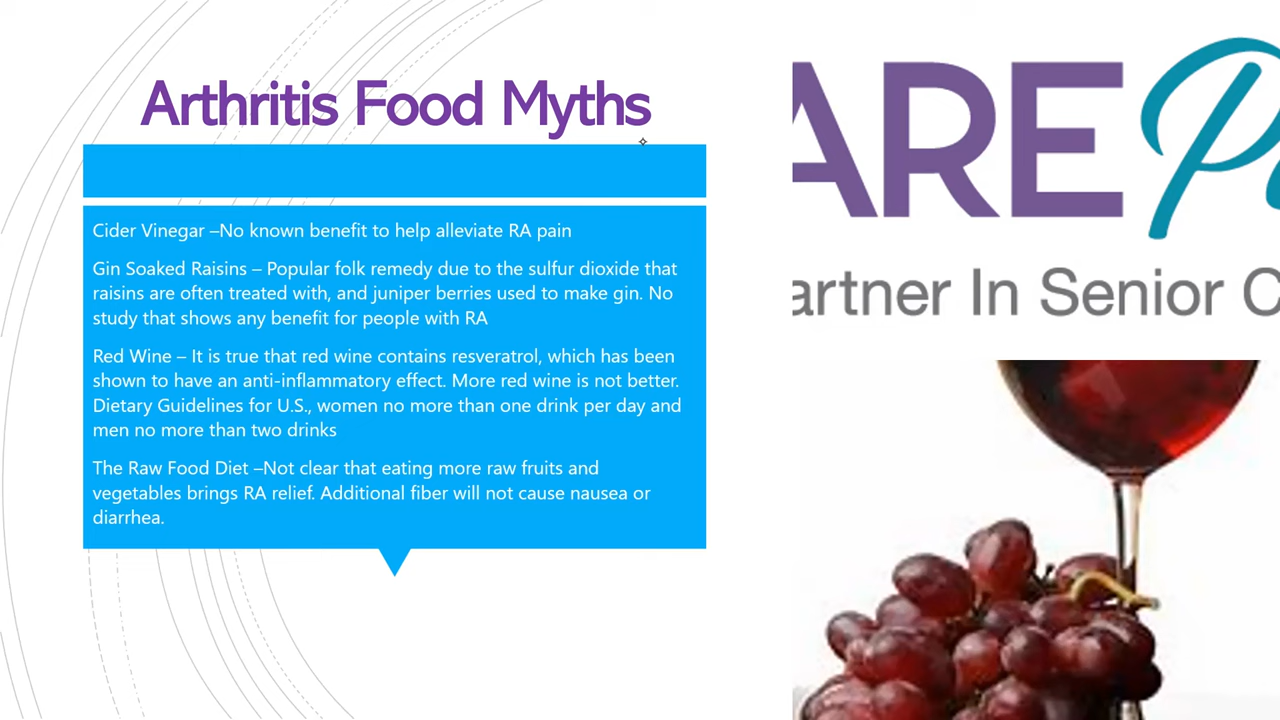 Arthritis Food Myths
Cider Vinegar –No known benefit to help alleviate RA pain
Gin Soaked Raisins – Popular folk remedy due to the sulfur dioxide that
raisins are often treated with, and juniper berries used to make gin. No
study that shows any benefit for people with RA
Red Wine – It is true that red wine contains resveratrol, which has been
shown to have an anti-inflammatory effect. More red wine is not better.
Dietary Guidelines for U.S., women no more than one drink per day and
men no more than two drinks
The Raw Food Diet –Not clear that eating more raw fruits and
vegetables brings RA relief. Additional fiber will not cause nausea or
diarrhea.
ARE
artner In Senior